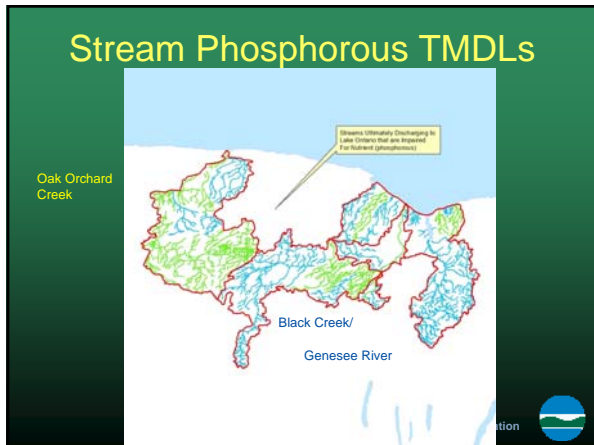 Stream Phosphorous TMDLs
Streams Ultimately Discharging to
Lake Ontario that are Impaired
For Nutrient (phosphorous)
Oak Orchard
Creek
Black Creek/
Genesee River